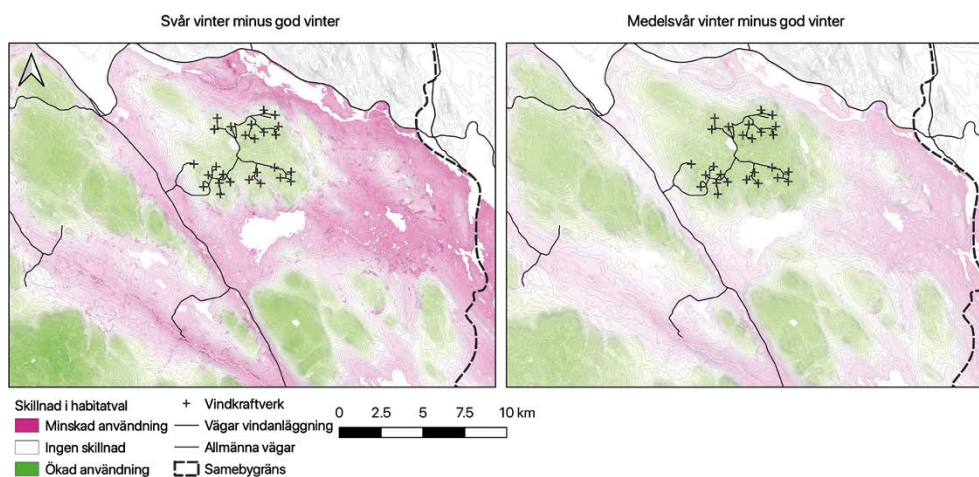 Svår vinter minus god vinter
Medelsvår vinter minus god vinter
Skillnad i habitatval
Minskad användning
Ingen skillnad
Ökad användning
+ Vindkraftverk
Vägar vindanläggning
Allmänna vägar
Samebygräns
0 2.5 5 7.5 10 km